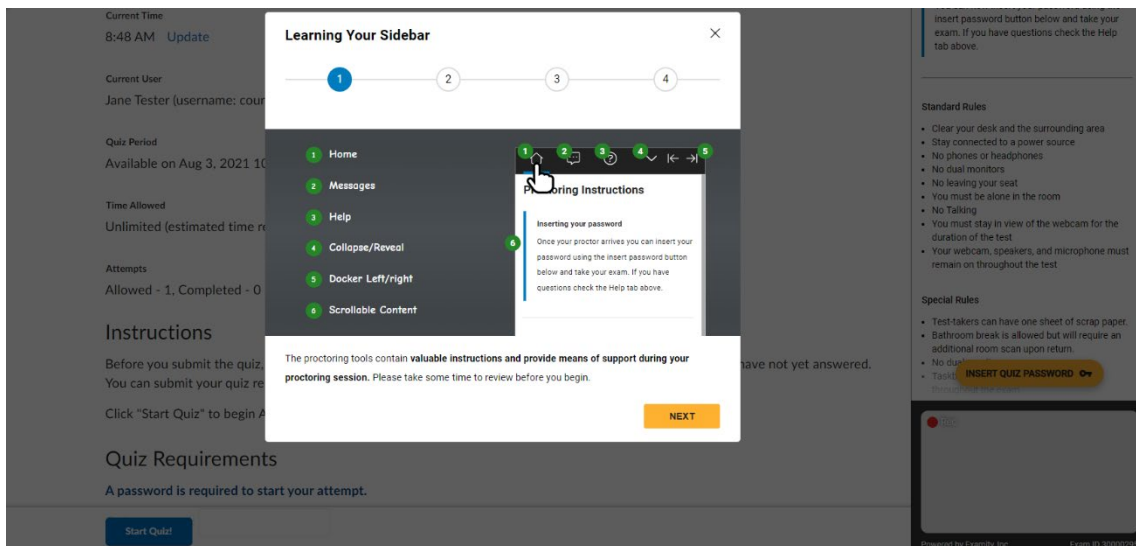 Current Time
8:48 AM Update
Current User
Jane Tester (username: cour
Quiz Period
Available on Aug 3, 2021 10
Time Allowed
Unlimited (estimated time re
Attempts
Allowed - 1, Completed - 0
Instructions
Before you submit the quiz,
have not yet answered.
You can submit your quiz re
Click "Start Quiz" to begin A
Quiz Requirements
A password is required to start your attempt.
Start Quiz!
Learning Your Sidebar
1 2 3 4
1 Home
2 Messages
3 Help
4 Collapse/Reveal
5 Docker Left/right
6 Scrollable Content
1 2 3 4 5
Proctoring Instructions
Inserting your password
6
Once your proctor arrives you can insert your
password using the insert password button
below and take your exam. If you have
questions check the Help tab above.
The proctoring tools contain valuable instructions and provide means of support during your
proctoring session. Please take some time to review before you begin.
NEXT
insert password button below and take your
exam. If you have questions check the Help
tab above.
Standard Rules
Clear your desk and the surrounding area
Stay connected to a power source
No phones or headphones
No dual monitors
No leaving your seat
You must be alone in the room
No Talking
You must stay in view of the webcam for the
duration of the test
Your webcam, speakers, and microphone must
remain on throughout the test
Special Rules
Test-takers can have one sheet of scrap paper.
Bathroom break is allowed but will require an
additional room scan upon return.
INSERT QUIZ PASSWORD
Powered by Examity, Inc.
Exam ID 30000295